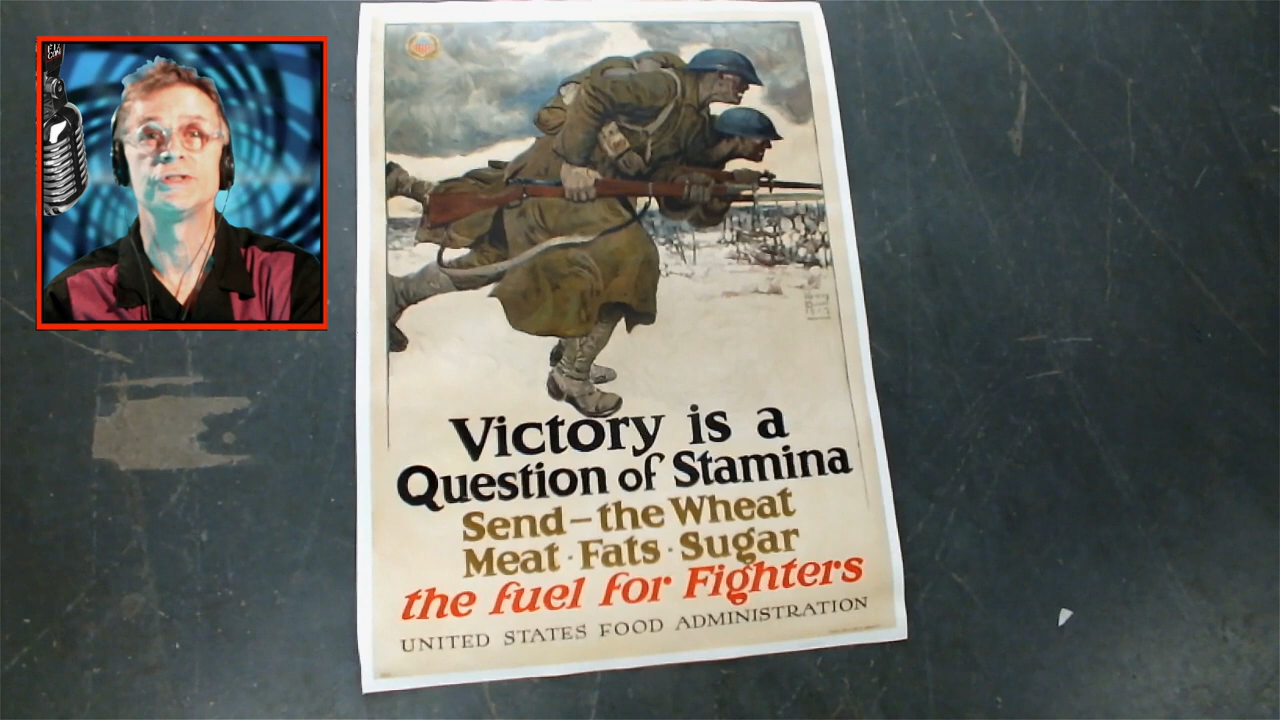 Victory is a
Question of Stamina
Send – the Wheat
Meat · Fats · Sugar
the fuel for Fighters
UNITED STATES FOOD ADMINISTRATION